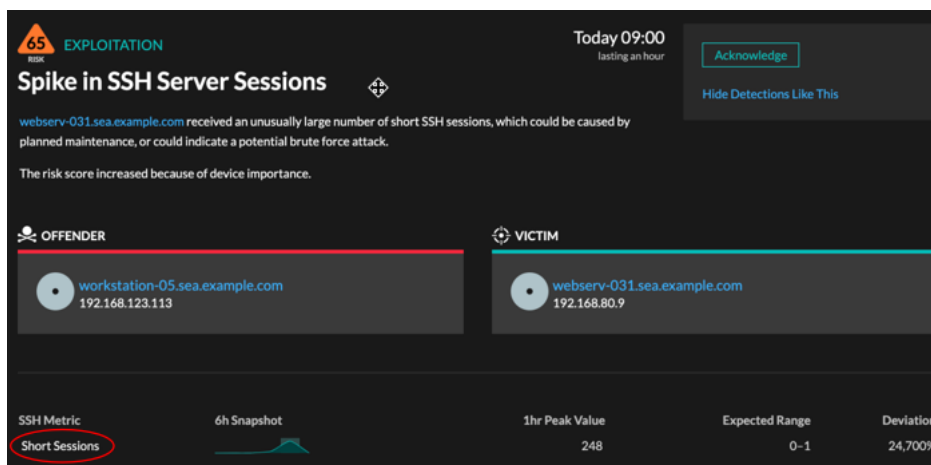 65
RISK
EXPLOITATION
Spike in SSH Server Sessions
Today 09:00
lasting an hour
Acknowledge
Hide Detections Like This
webserv-031.sea.example.com received an unusually large number of short SSH sessions, which could be caused by
planned maintenance, or could indicate a potential brute force attack.
The risk score increased because of device importance.
OFFENDER
workstation-05.sea.example.com
192.168.123.113
VICTIM
webserv-031.sea.example.com
192.168.80.9
SSH Metric 6h Snapshot 1hr Peak Value Expected Range Deviation
Short Sessions 248 0–1 24,700%